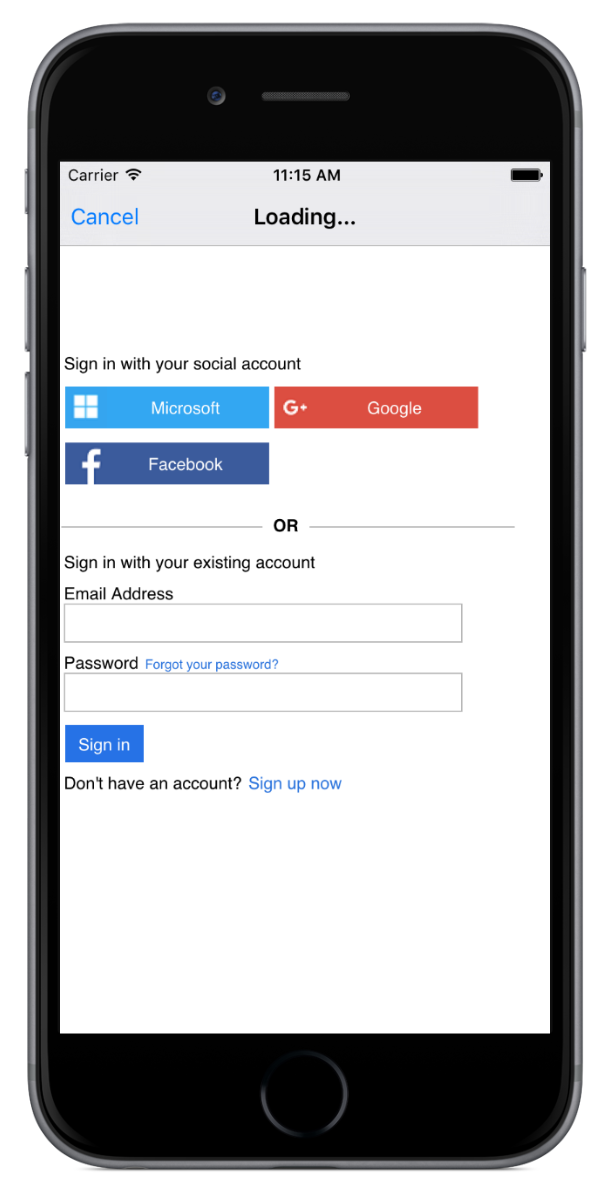 Carrier 11:15 AM
Cancel Loading...
Sign in with your social account
Microsoft G+ Google
f Facebook
OR
Sign in with your existing account
Email Address
Password Forgot your password?
Sign in
Don't have an account? Sign up now